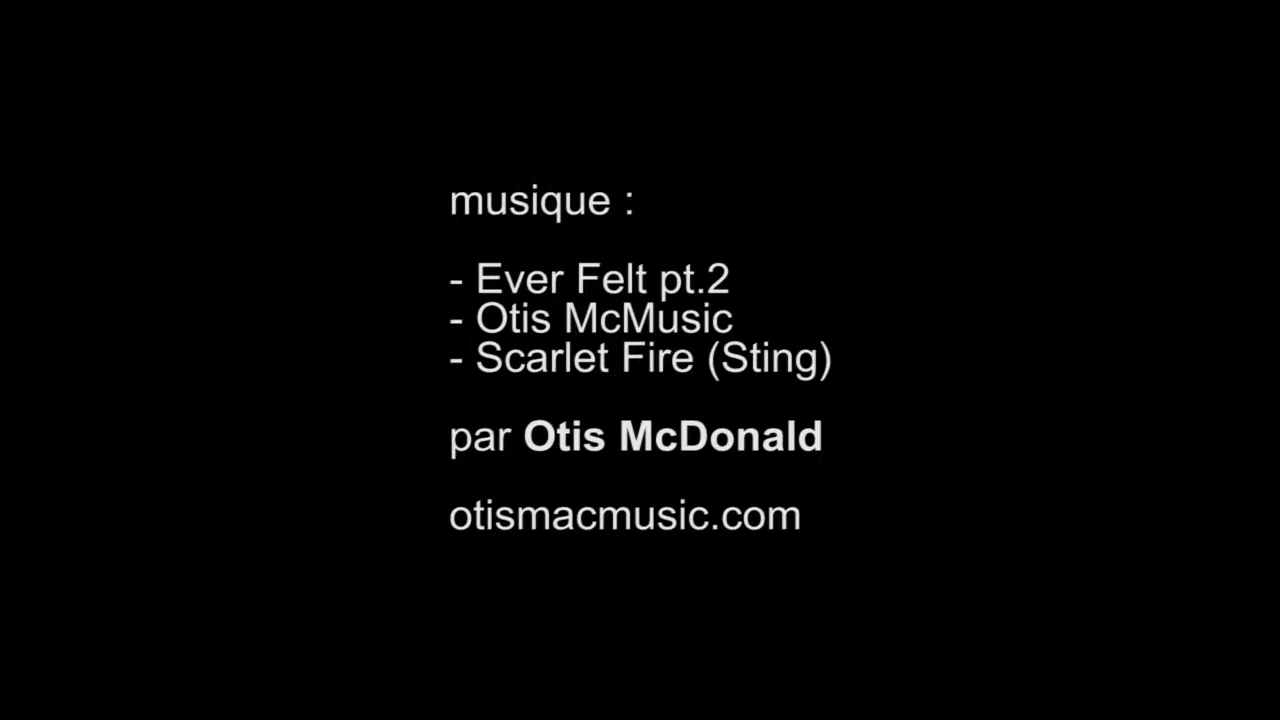 musique :
- Ever Felt pt.2
- Otis McMusic
- Scarlet Fire (Sting)
par Otis McDonald
otismacmusic.com